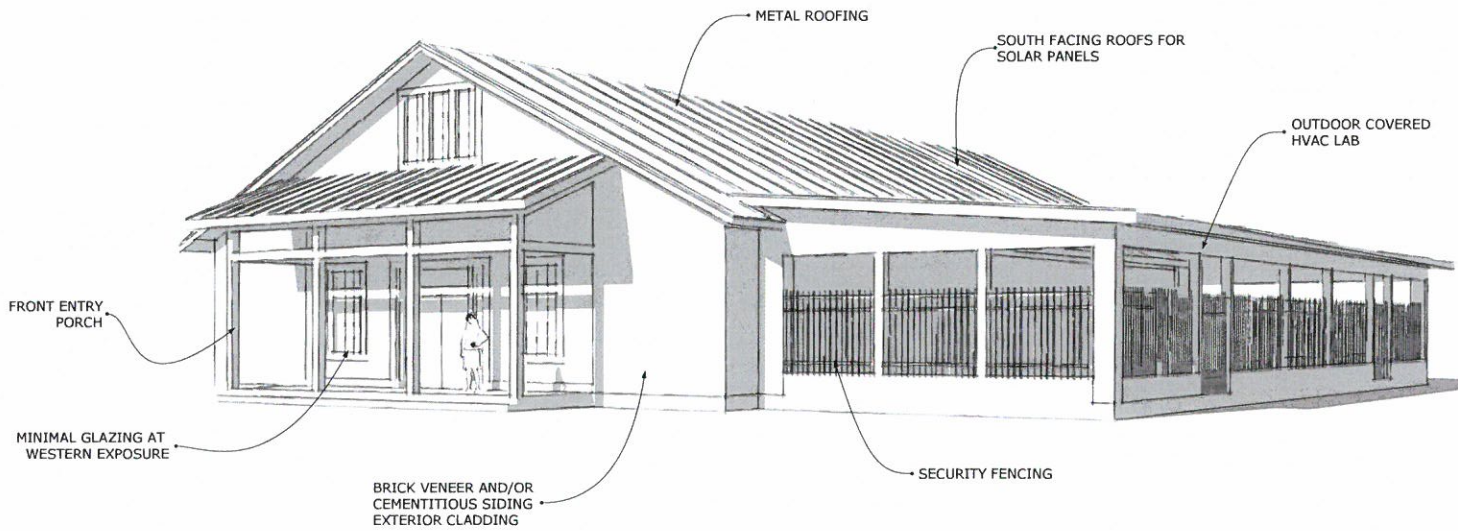 METAL ROOFING
SOUTH FACING ROOFS FOR
SOLAR PANELS
OUTDOOR COVERED
HVAC LAB
FRONT ENTRY
PORCH
MINIMAL GLAZING AT
WESTERN EXPOSURE
BRICK VENEER AND/OR
CEMENTITIOUS SIDING
EXTERIOR CLADDING
SECURITY FENCING